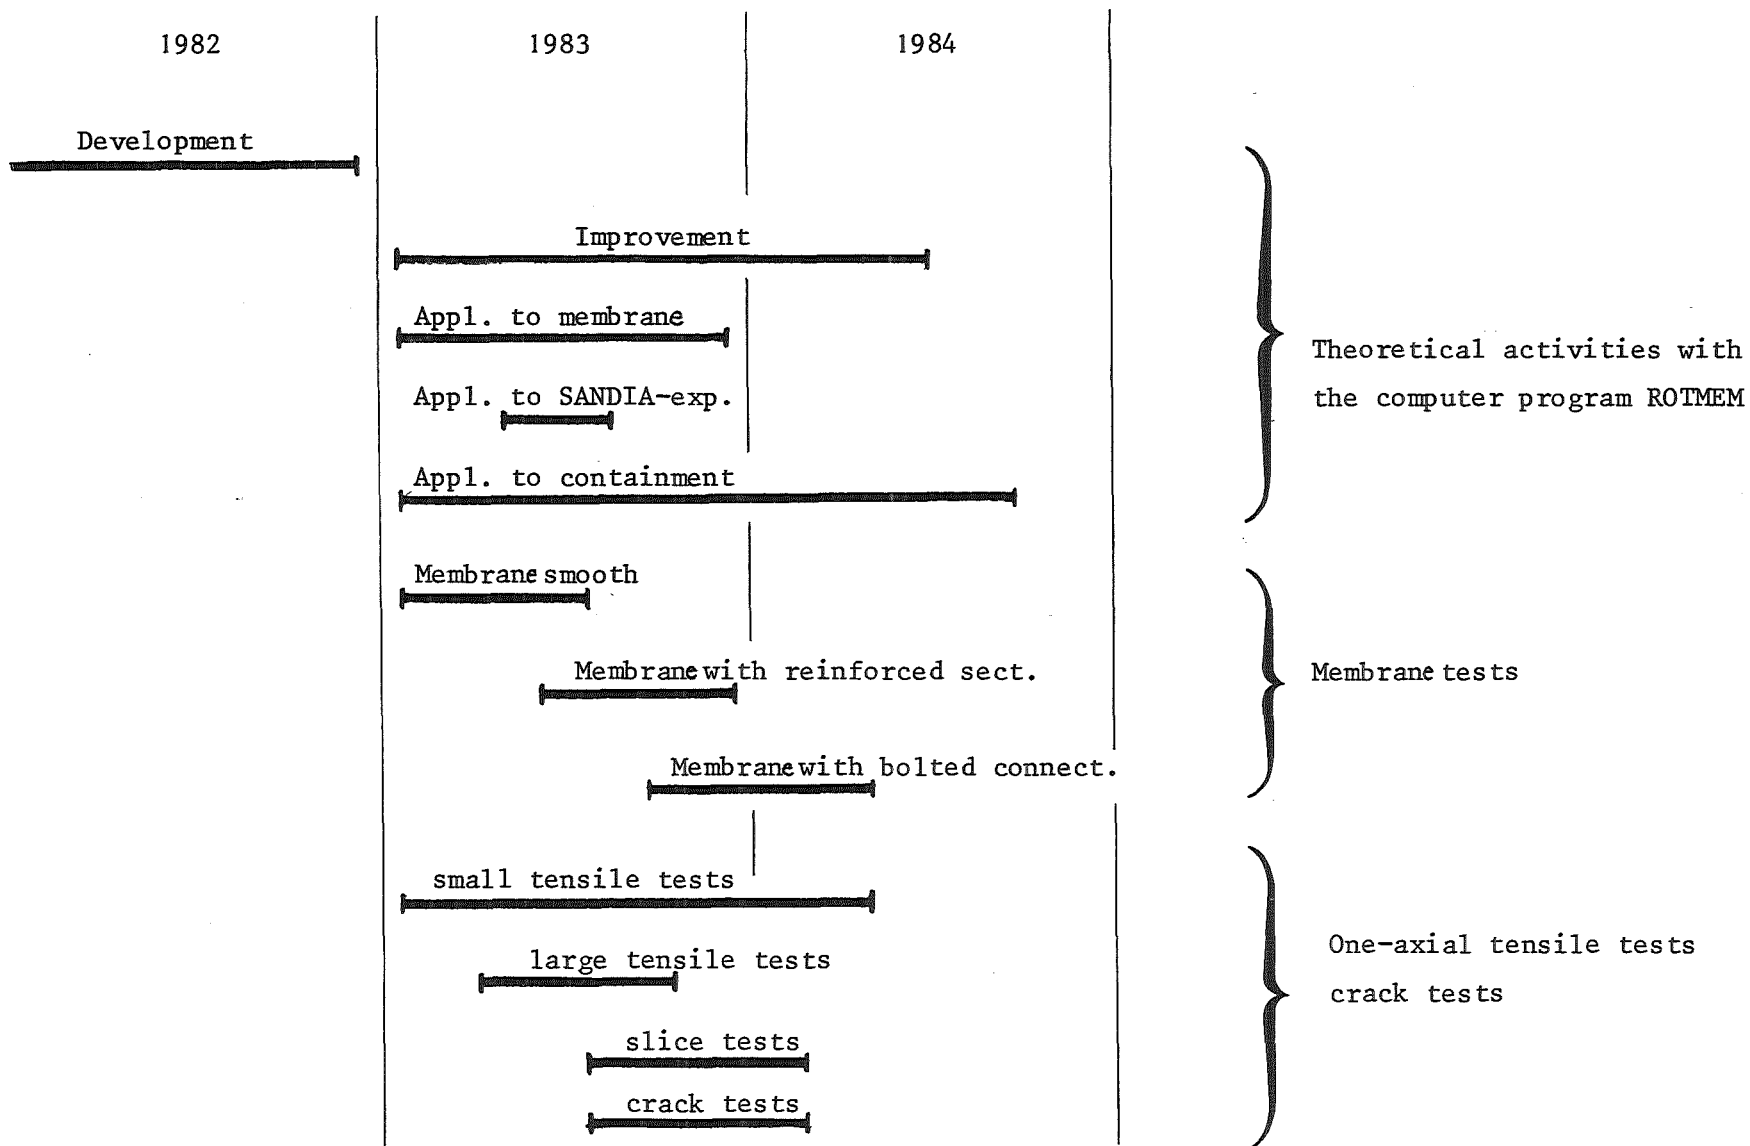 1982 1983 1984
Development
Improvement
Appl. to membrane
Appl. to SANDIA-exp.
Appl. to containment
Theoretical activities with
the computer program ROTMEM
Membrane smooth
Membrane with reinforced sect.
Membrane with bolted connect.
Membrane tests
small tensile tests
large tensile tests
slice tests
crack tests
One-axial tensile tests
crack tests